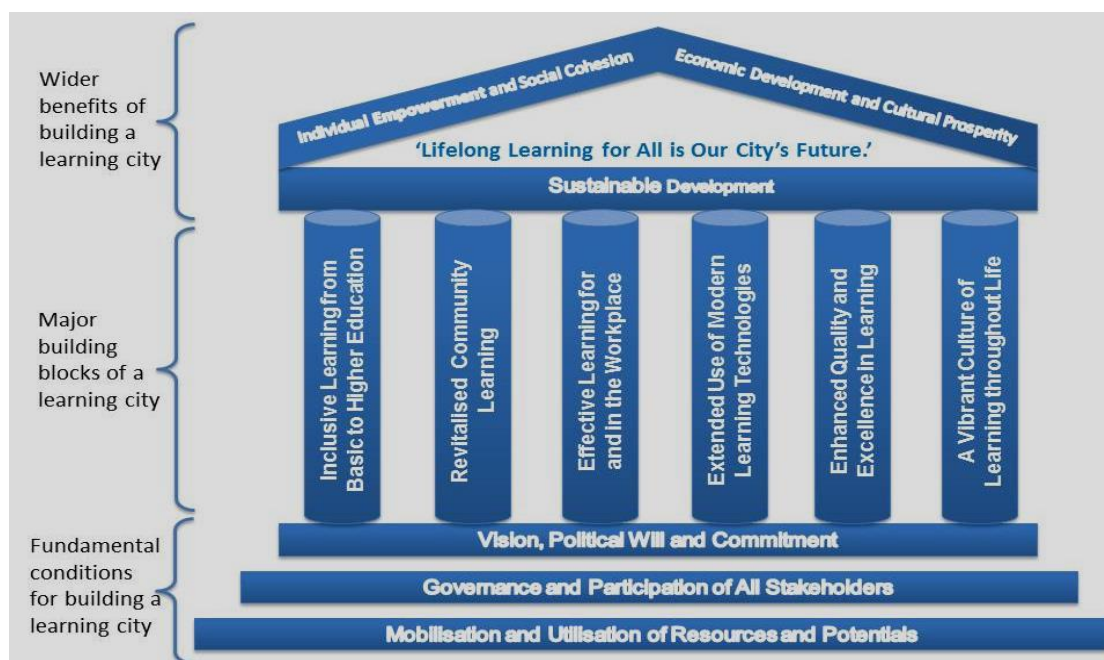 Wider
benefits of
building a
learning city
Individual Empowerment and Social Cohesion
Economic Development and Cultural Prosperity
‘Lifelong Learning for All is Our City’s Future.’
Sustainable Development
Major
building
blocks of a
learning city
Inclusive Learning from
Basic to Higher Education
Revitalised Community
Learning
Effective Learning for
and in the Workplace
Extended Use of Modern
Learning Technologies
Enhanced Quality and
Excellence in Learning
A Vibrant Culture of
Learning throughout Life
Fundamental
conditions
for building a
learning city
Vision, Political Will and Commitment
Governance and Participation of All Stakeholders
Mobilisation and Utilisation of Resources and Potentials